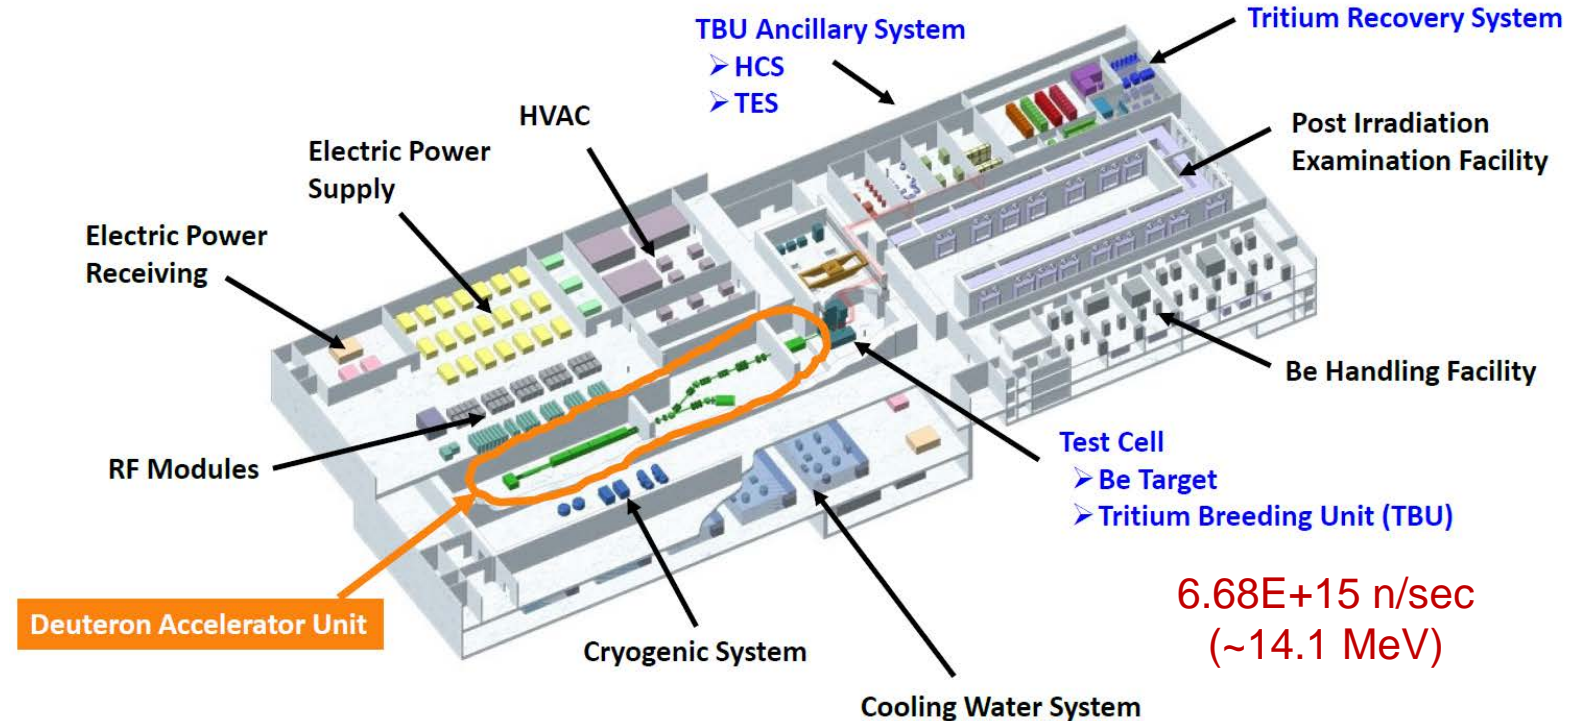 TBU Ancillary System
➢ HCS
➢ TES
Tritium Recovery System
HVAC
Post Irradiation
Examination Facility
Electric Power
Supply
Electric Power
Receiving
Be Handling Facility
RF Modules
Test Cell
➢ Be Target
➢ Tritium Breeding Unit (TBU)
6.68E+15 n/sec
(~14.1 MeV)
Deuteron Accelerator Unit
Cryogenic System
Cooling Water System